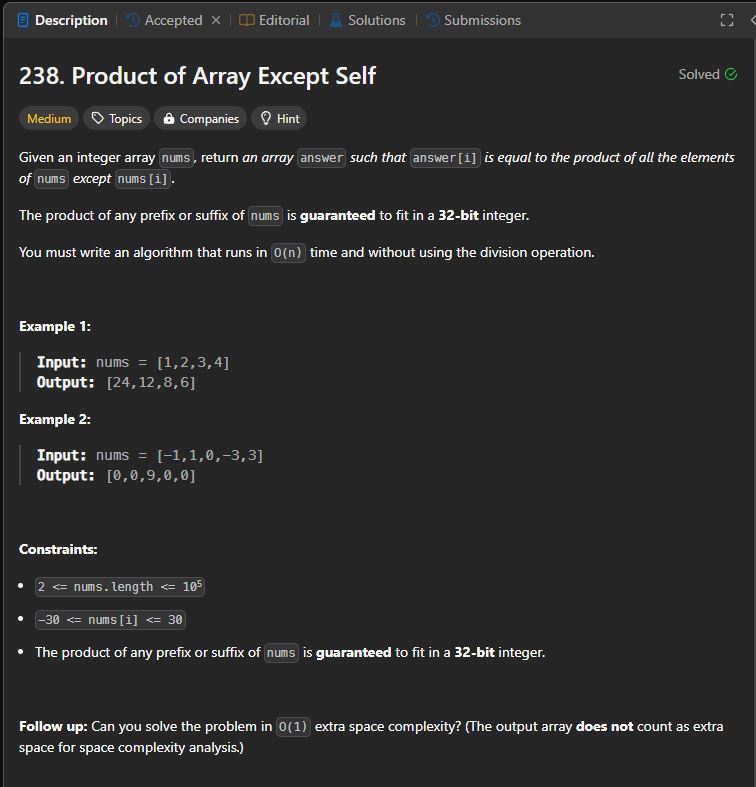 Description Accepted × Editorial Solutions Submissions
238. Product of Array Except Self Solved
Medium Topics Companies Hint
Given an integer array nums, return an array answer such that answer[i] is equal to the product of all the elements
of nums except nums[i].
The product of any prefix or suffix of nums is guaranteed to fit in a 32-bit integer.
You must write an algorithm that runs in O(n) time and without using the division operation.
Example 1:
Input: nums = [1,2,3,4]
Output: [24,12,8,6]
Example 2:
Input: nums = [-1,1,0,-3,3]
Output: [0,0,9,0,0]
Constraints:
• 2 <= nums.length <= 10⁵
• -30 <= nums[i] <= 30
• The product of any prefix or suffix of nums is guaranteed to fit in a 32-bit integer.
Follow up: Can you solve the problem in O(1) extra space complexity? (The output array does not count as extra
space for space complexity analysis.)